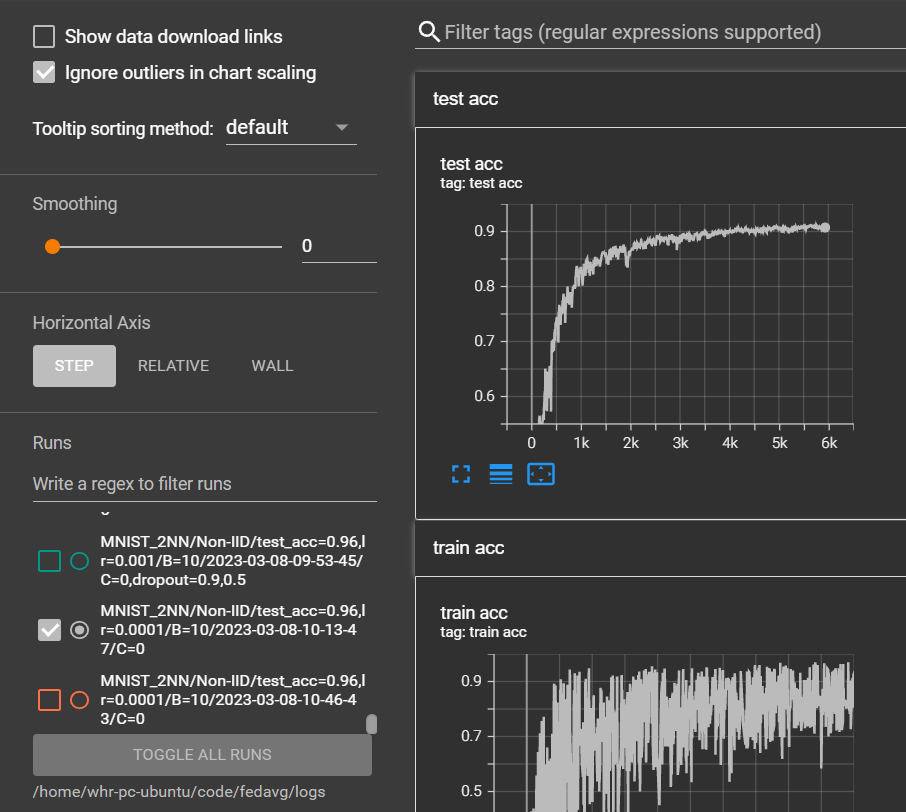 Show data download links
Ignore outliers in chart scaling
Tooltip sorting method: default
Smoothing
0
Horizontal Axis
STEP RELATIVE WALL
Runs
Write a regex to filter runs
MNIST_2NN/Non-IID/test_acc=0.96,l
r=0.001/B=10/2023-03-08-09-53-45/
C=0,dropout=0.9,0.5
MNIST_2NN/Non-IID/test_acc=0.96,l
r=0.0001/B=10/2023-03-08-10-13-4
7/C=0
MNIST_2NN/Non-IID/test_acc=0.96,l
r=0.0001/B=10/2023-03-08-10-46-4
3/C=0
TOGGLE ALL RUNS
/home/whr-pc-ubuntu/code/fedavg/logs
Filter tags (regular expressions supported)
test acc
test acc
tag: test acc
0.9
0.8
0.7
0.6
0 1k 2k 3k 4k 5k 6k
train acc
train acc
tag: train acc
0.9
0.7
0.5